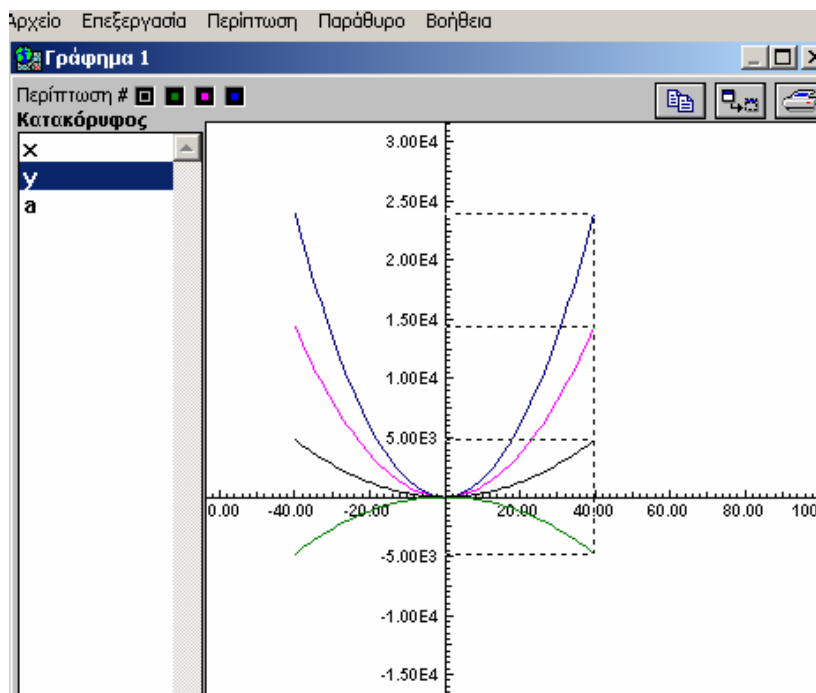 Αρχείο Επεξεργασία Περίπτωση Παράθυρο Βοήθεια
Γράφημα 1
Περίπτωση #
Κατακόρυφος
x
y
a
3.00E4
2.50E4
2.00E4
1.50E4
1.00E4
5.00E3
0.00 -40.00 -20.00 20.00 40.00 60.00 80.00 100
-5.00E3
-1.00E4
-1.50E4